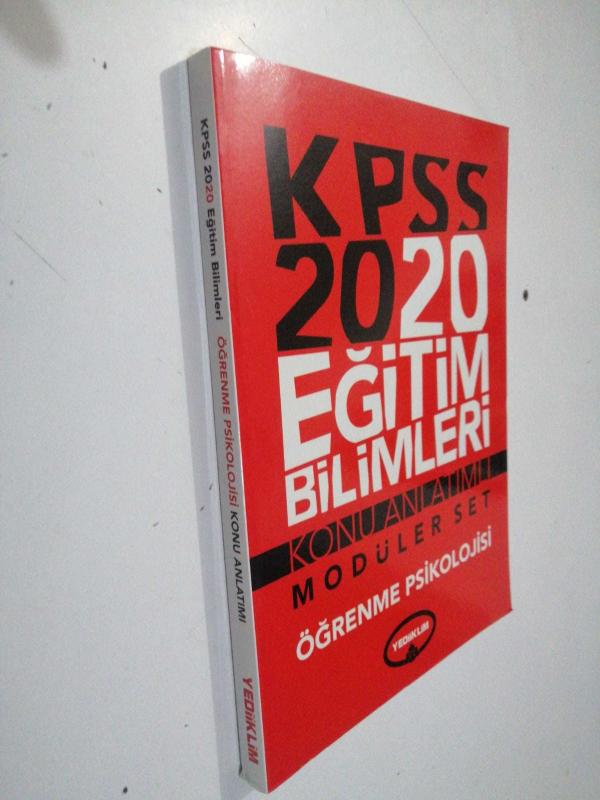 KPSS
2020
EĞİTİM
BİLİMLERİ
KONU ANLATIMLI
MODÜLER SET
ÖĞRENME PSİKOLOJİSİ
YEDİİKLİM
KPSS 2020 Eğitim Bilimleri ÖĞRENME PSİKOLOJİSİ KONU ANLATIMI YEDİİKLİM